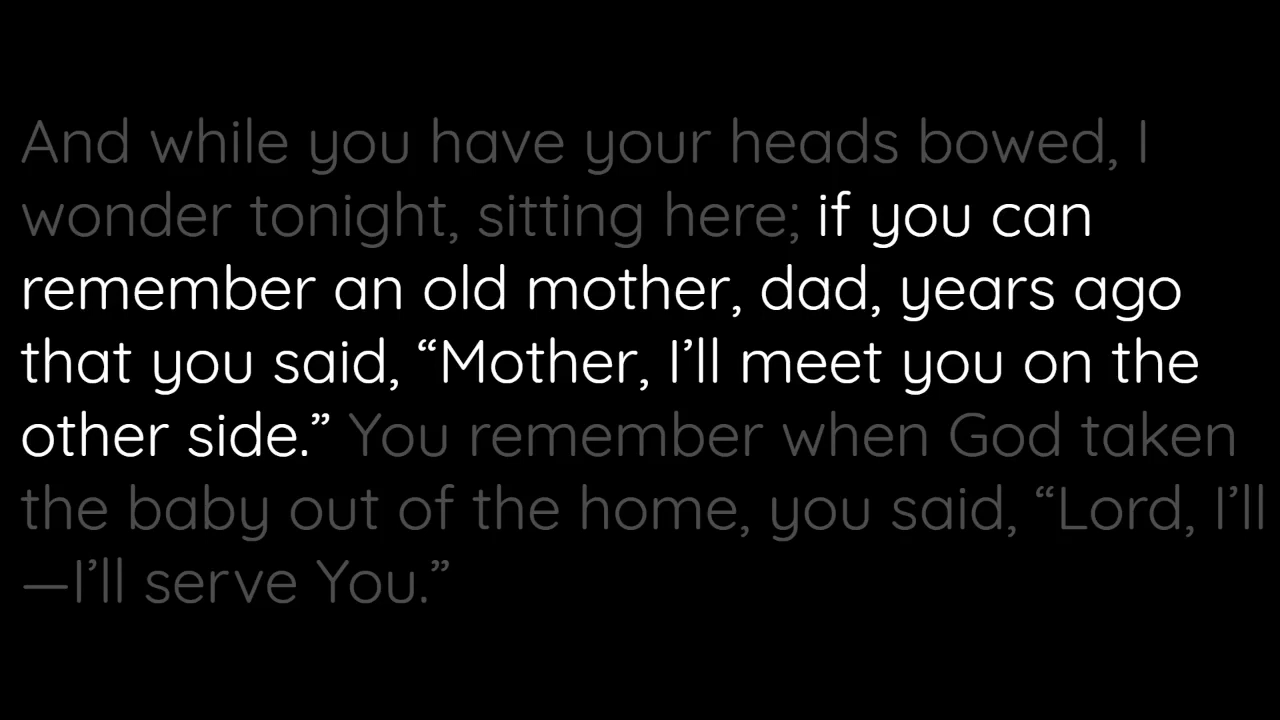 And while you have your heads bowed, I
wonder tonight, sitting here; if you can
remember an old mother, dad, years ago
that you said, “Mother, I’ll meet you on the
other side.” You remember when God taken
the baby out of the home, you said, “Lord, I’ll
—I’ll serve You.”